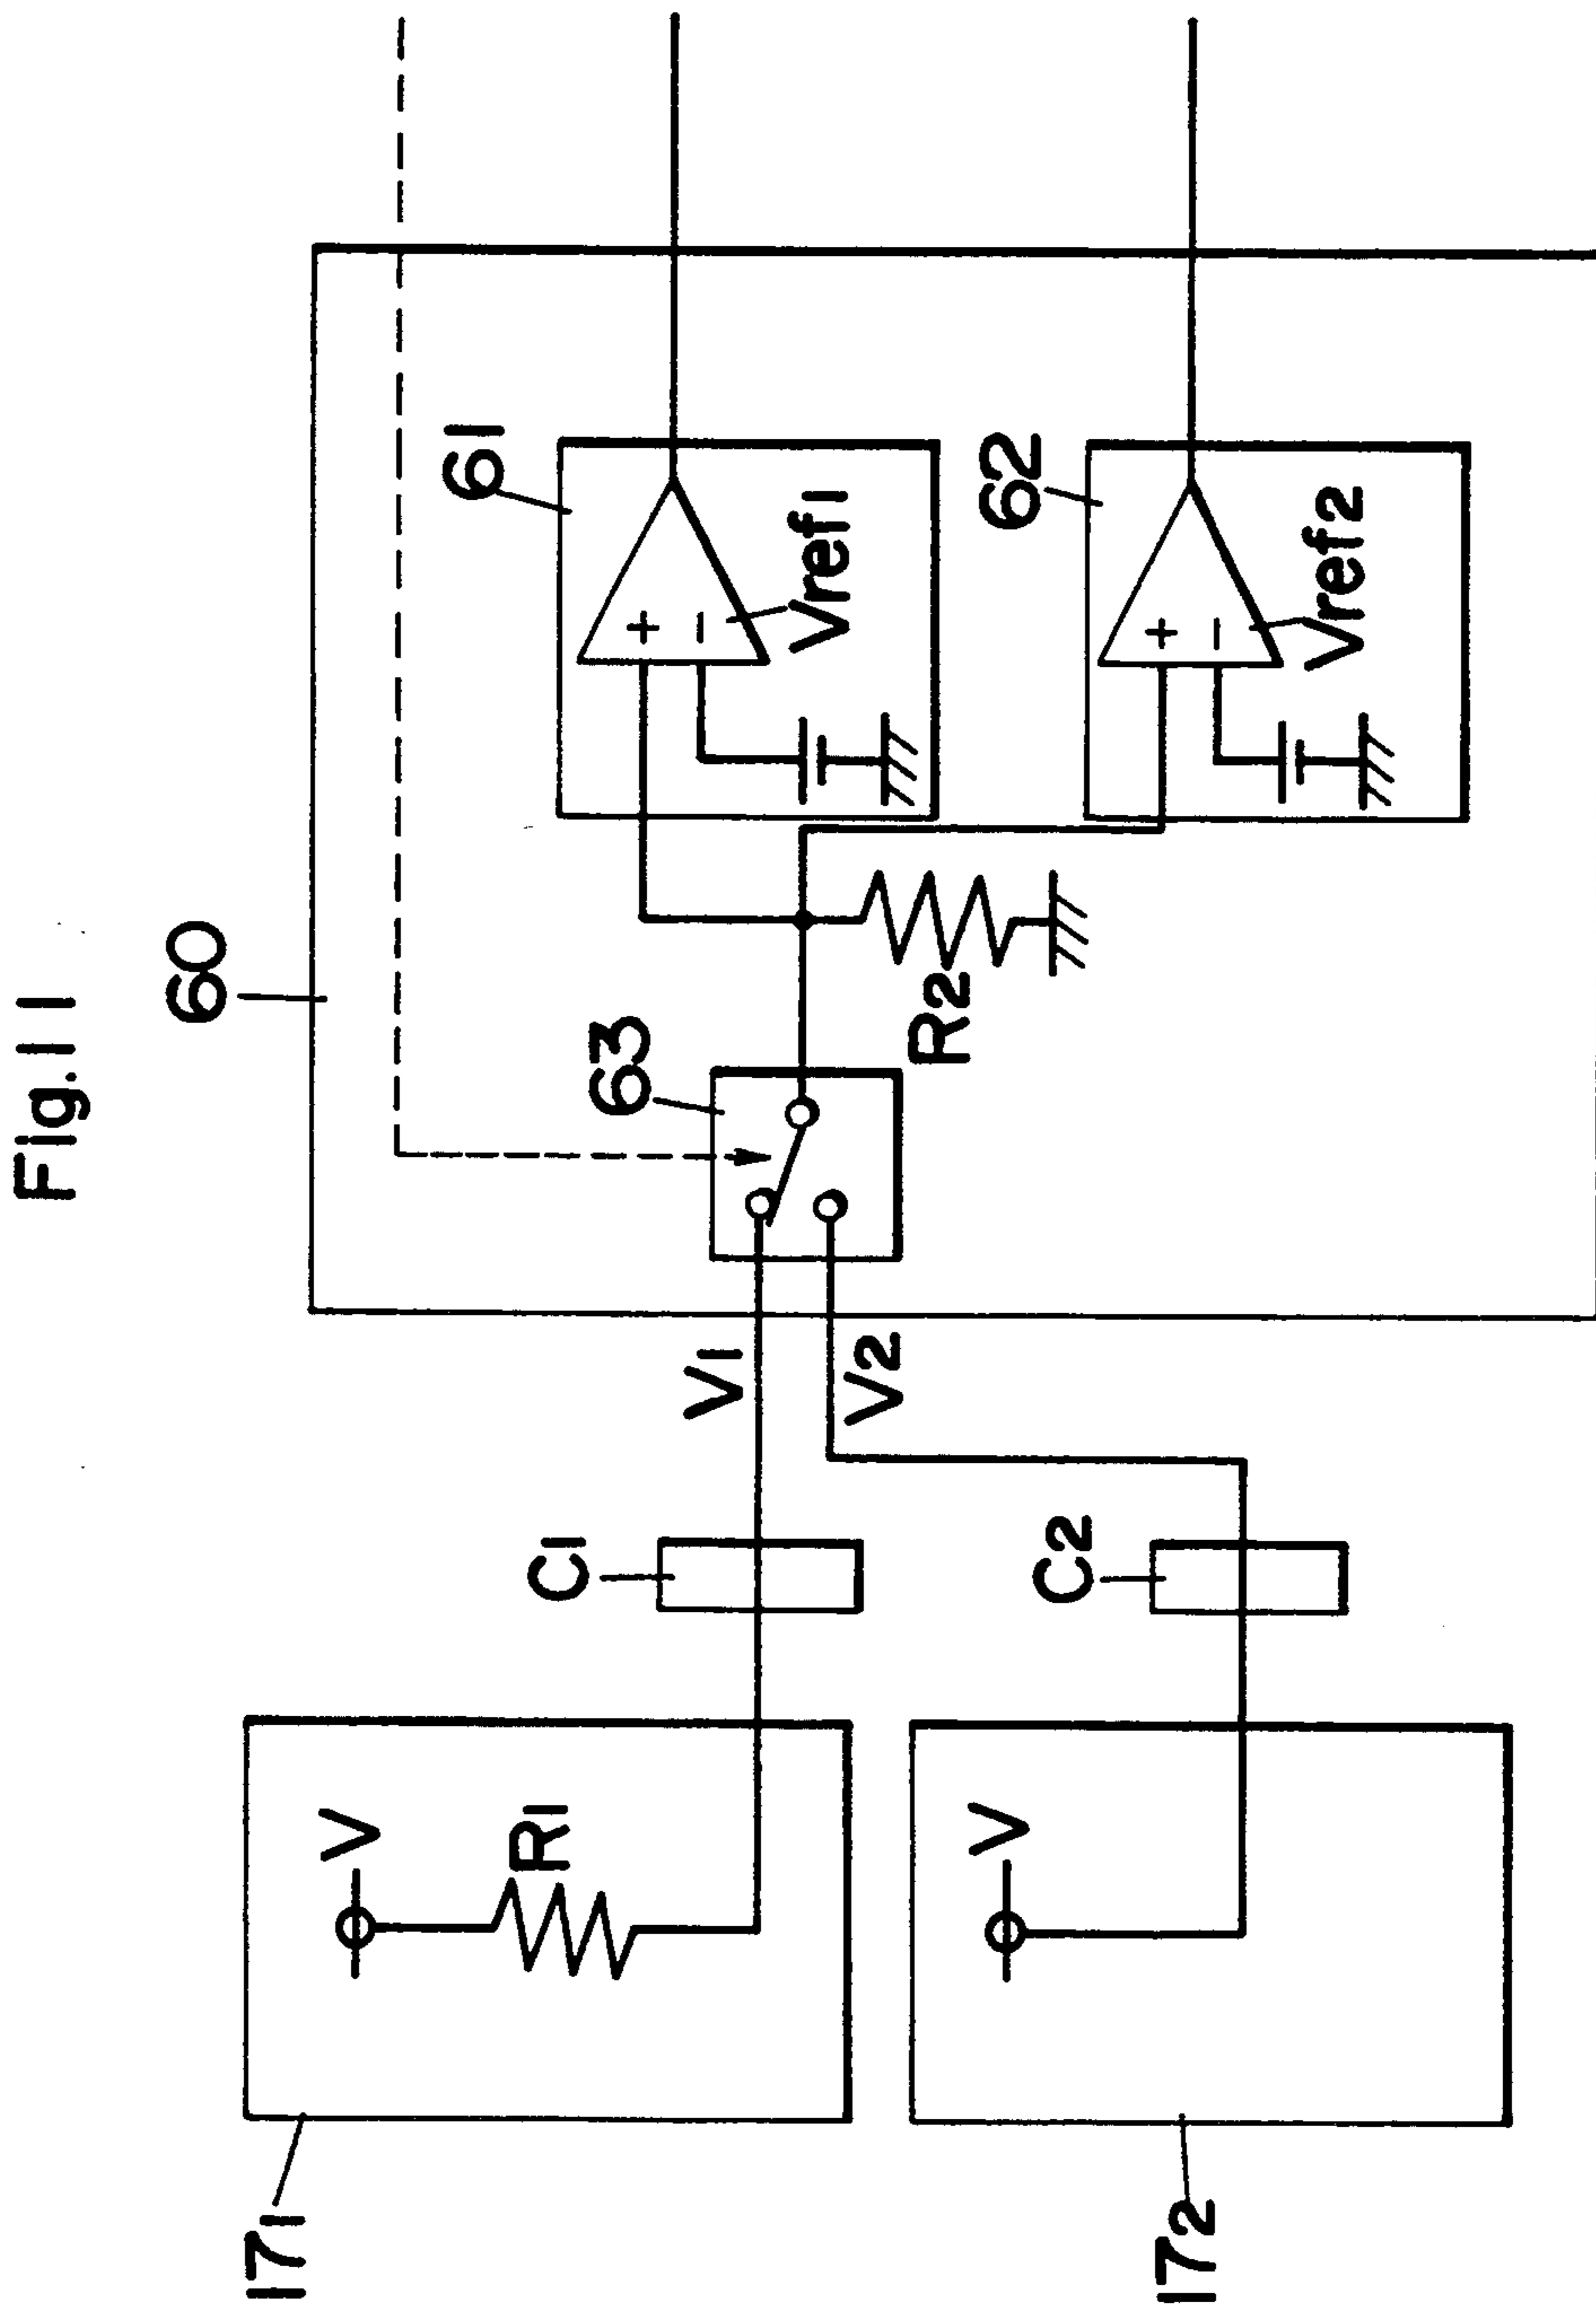 Fig. 11
60
61
+
−
Vref1
62
+
−
Vref2
63
R2
V1
V2
C1
C2
V
R1
V
171
172